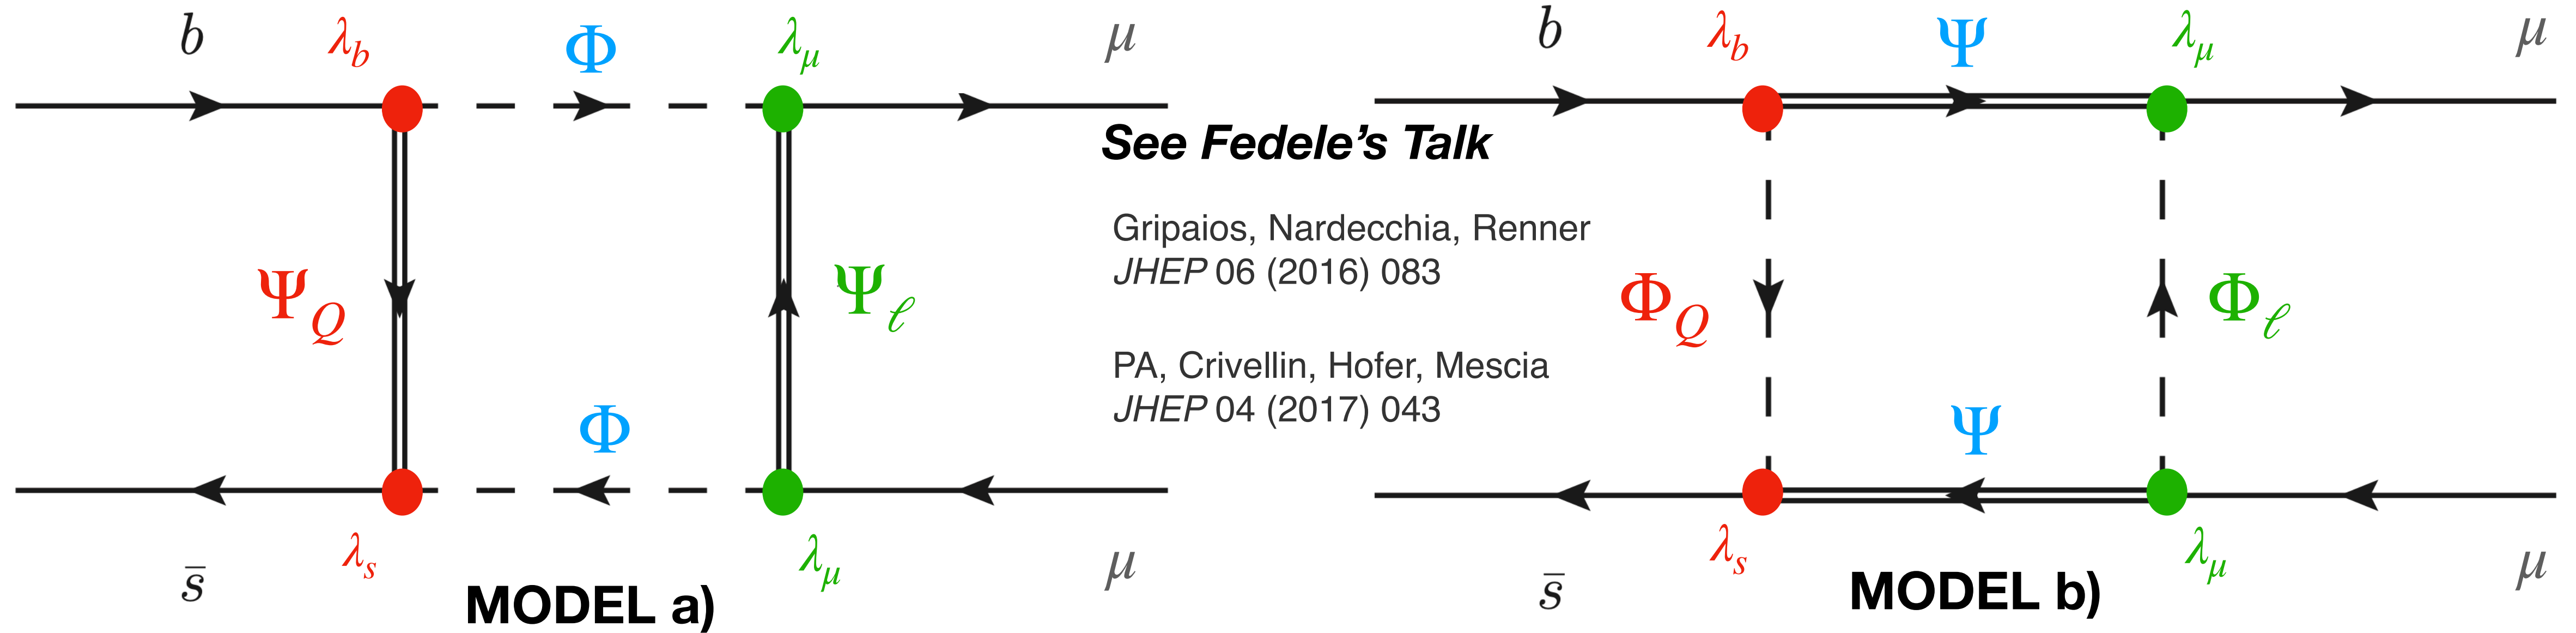 b λ_b Φ λ_μ μ
Ψ_Q Ψ_ℓ
Φ
s̄ λ_s λ_μ μ
MODEL a)
See Fedele's Talk
Gripaios, Nardecchia, Renner
JHEP 06 (2016) 083
PA, Crivellin, Hofer, Mescia
JHEP 04 (2017) 043
b λ_b Ψ λ_μ μ
Φ_Q Φ_ℓ
Ψ
s̄ λ_s λ_μ μ
MODEL b)